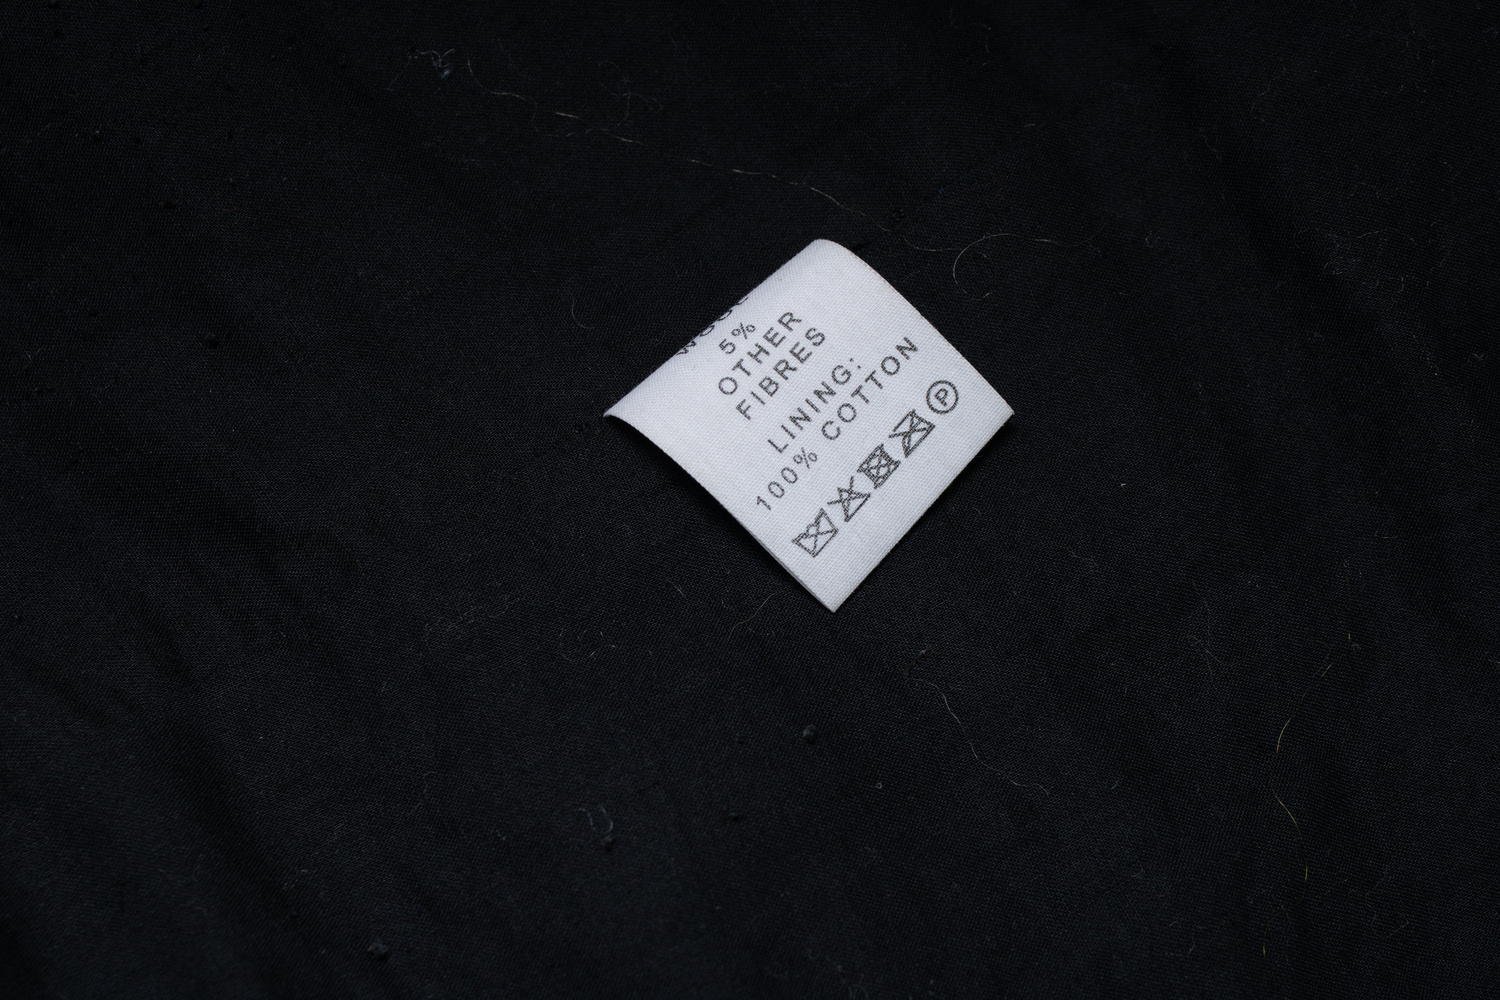 5%
OTHER
FIBRES
LINING:
100% COTTON
P